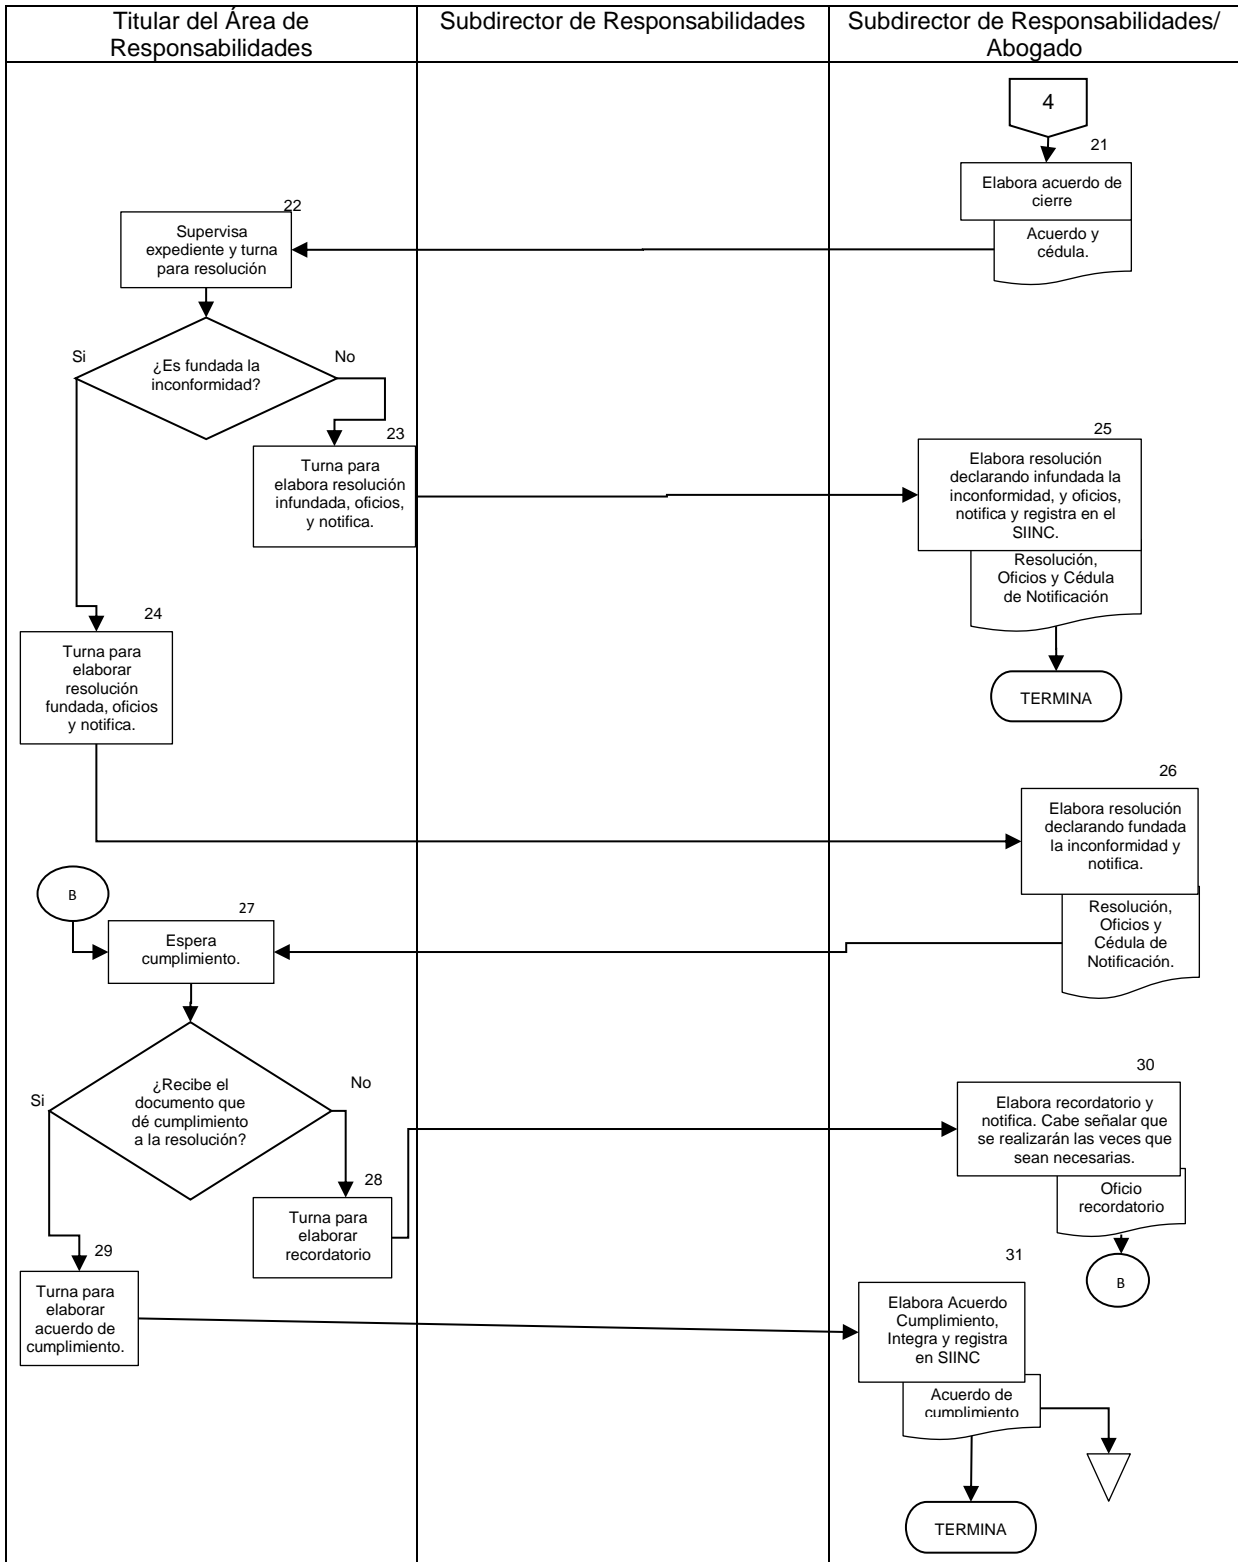 Titular del Área de
Responsabilidades
Subdirector de Responsabilidades
Subdirector de Responsabilidades/
Abogado
4
21
Elabora acuerdo de
cierre
Acuerdo y
cédula.
22
Supervisa
expediente y turna
para resolución
Si
¿Es fundada la
inconformidad?
No
23
Turna para
elabora resolución
infundada, oficios,
y notifica.
25
Elabora resolución
declarando infundada la
inconformidad, y oficios,
notifica y registra en el
SIINC.
Resolución,
Oficios y Cédula
de Notificación
TERMINA
24
Turna para
elaborar
resolución
fundada, oficios
y notifica.
26
Elabora resolución
declarando fundada
la inconformidad y
notifica.
Resolución,
Oficios y
Cédula de
Notificación.
B
27
Espera
cumplimiento.
Si
¿Recibe el
documento que
dé cumplimiento
a la resolución?
No
28
Turna para
elaborar
recordatorio
30
Elabora recordatorio y
notifica. Cabe señalar que
se realizarán las veces que
sean necesarias.
Oficio
recordatorio
B
29
Turna para
elaborar
acuerdo de
cumplimiento.
31
Elabora Acuerdo
Cumplimiento,
Integra y registra
en SIINC
Acuerdo de
cumplimiento
TERMINA